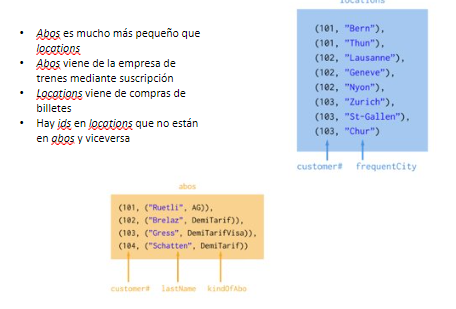 • Abos es mucho más pequeño que
locations
• Abos viene de la empresa de
trenes mediante suscripción
• Locations viene de compras de
billetes
• Hay ids en locations que no están
en abos y viceversa
locations
(101, "Bern"),
(101, "Thun"),
(102, "Lausanne"),
(102, "Geneve"),
(102, "Nyon"),
(103, "Zurich"),
(103, "St-Gallen"),
(103, "Chur")
customer# frequentCity
abos
(101, ("Ruetli", AG)),
(102, ("Brelaz", DemiTarif)),
(103, ("Gress", DemiTarifVisa)),
(104, ("Schatten", DemiTarif))
customer# lastName kindOfAbo